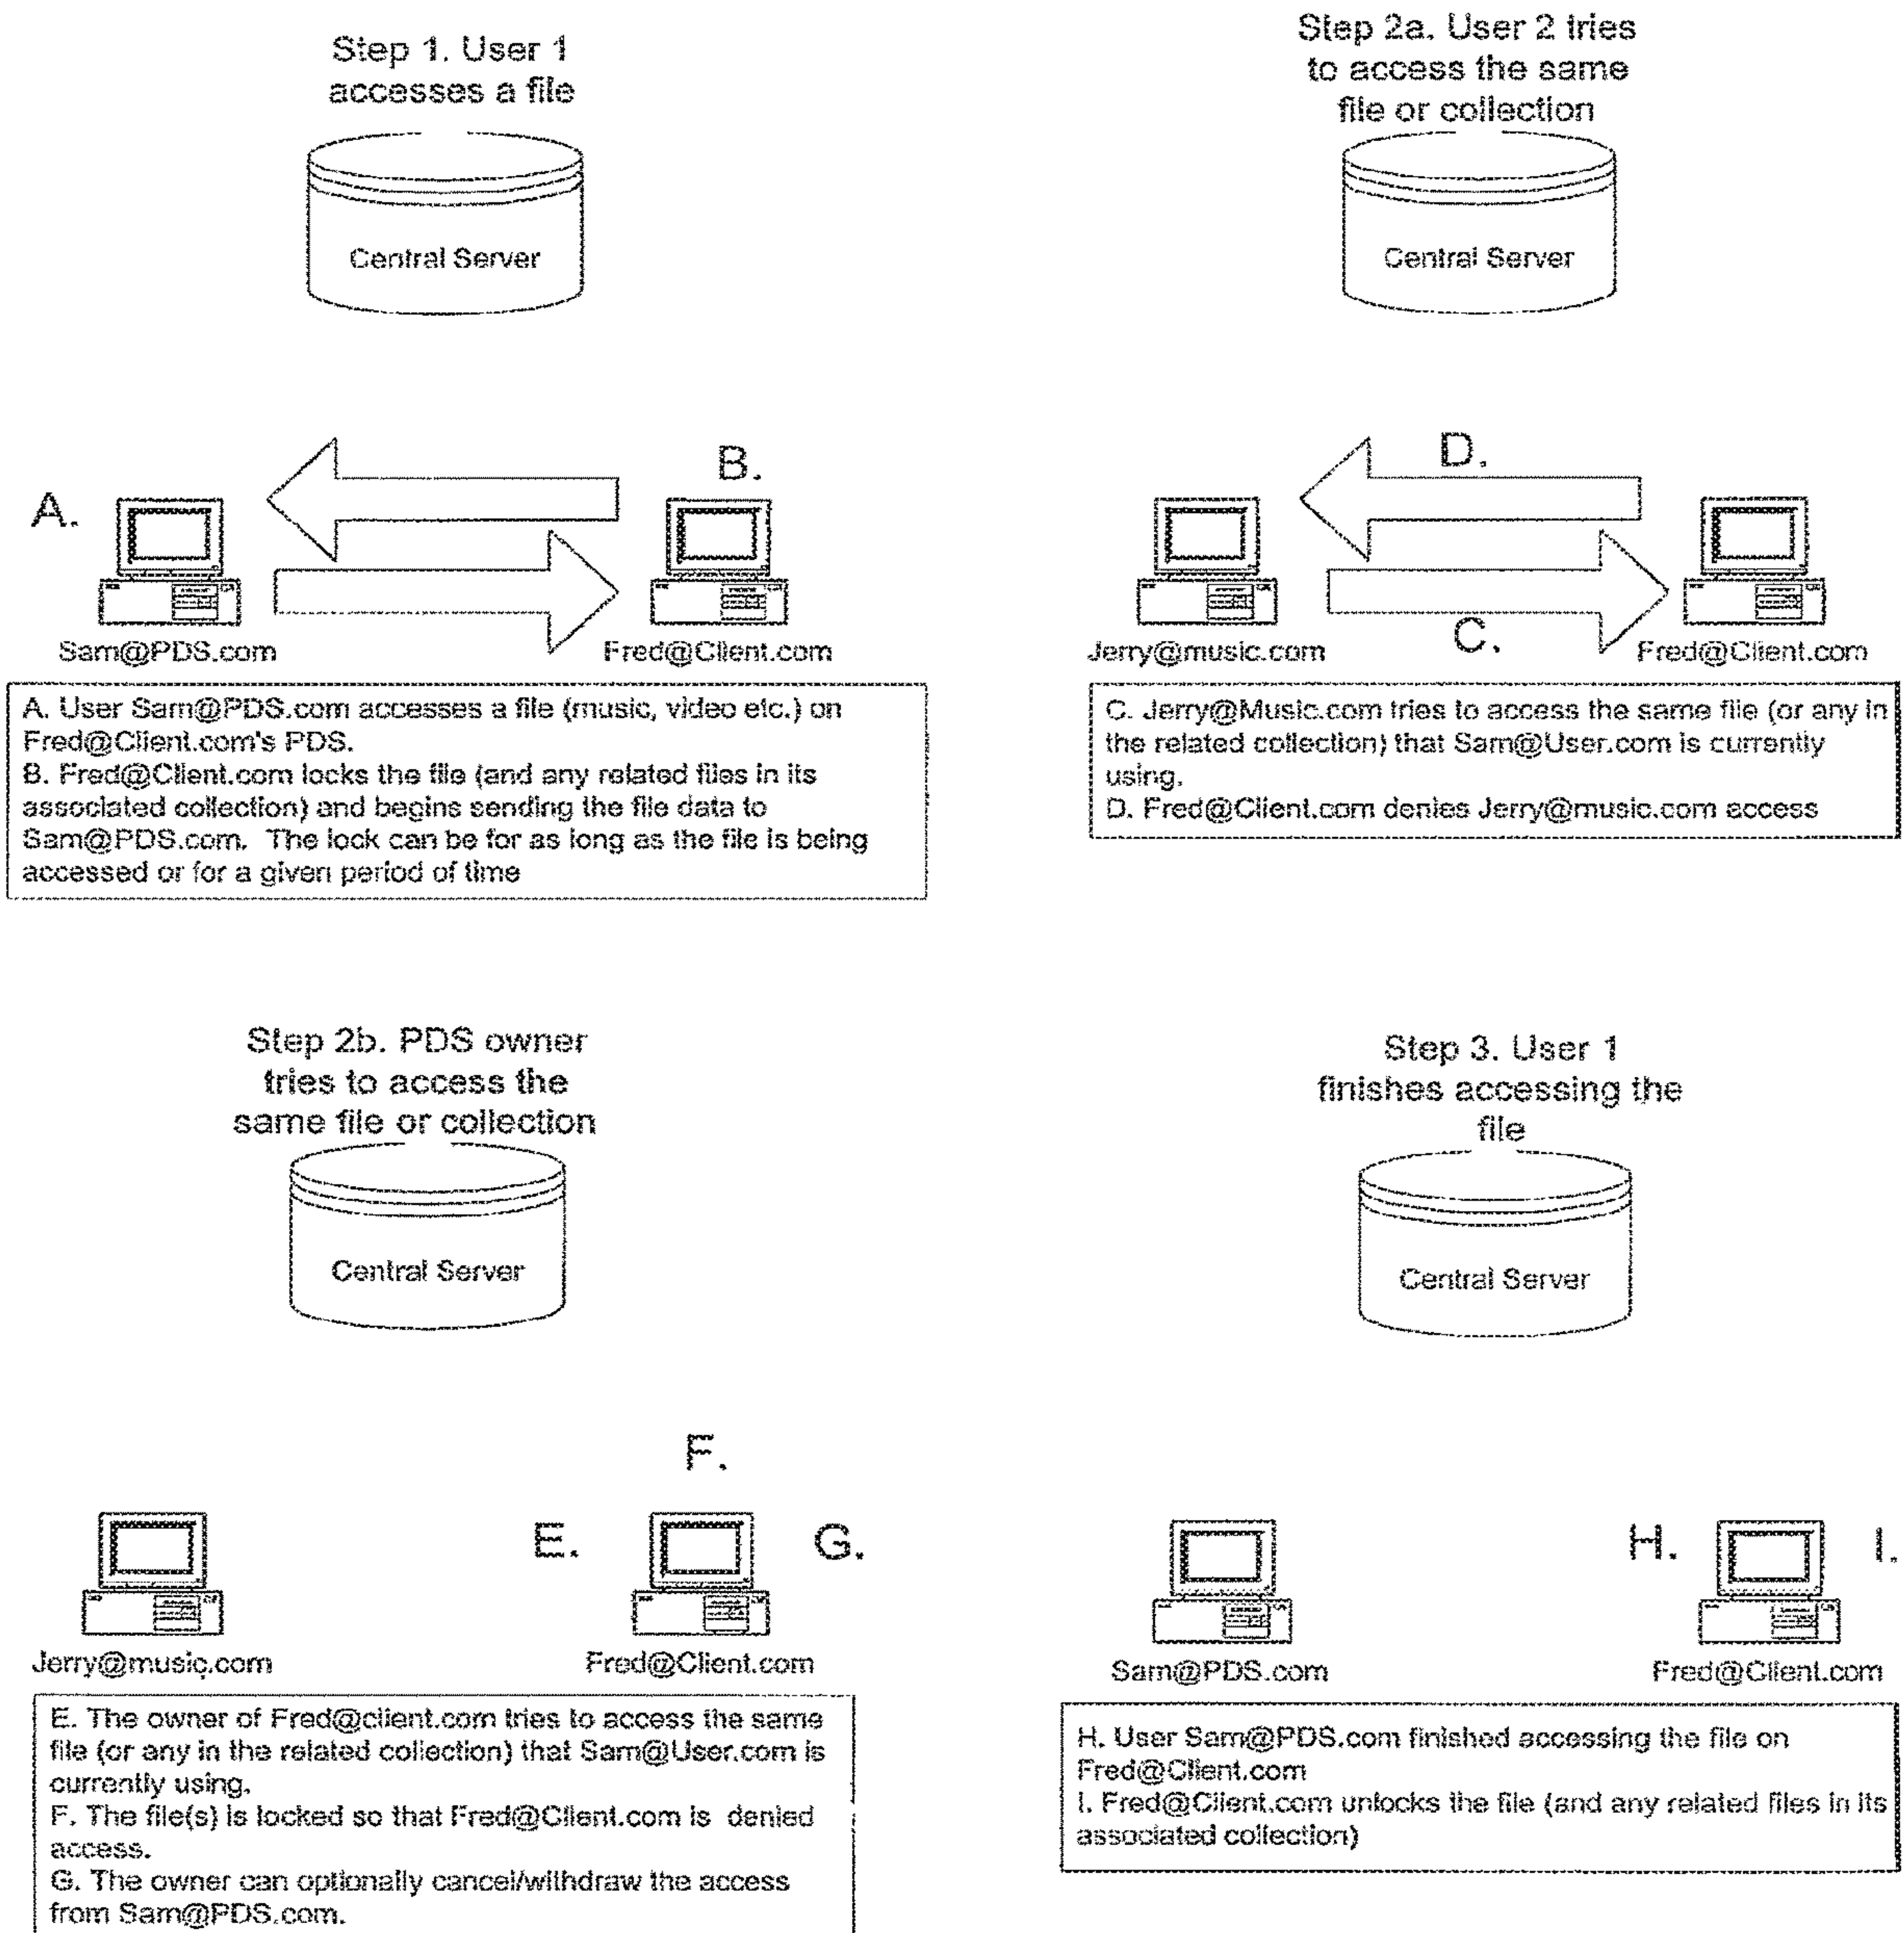 Step 1. User 1
accesses a file
Central Server
A.
B.
Sam@PDS.com
Fred@Client.com
A. User Sam@PDS.com accesses a file (music, video etc.) on
Fred@Client.com's PDS.
B. Fred@Client.com locks the file (and any related files in its
associated collection) and begins sending the file data to
Sam@PDS.com. The lock can be for as long as the file is being
accessed or for a given period of time
Step 2a. User 2 tries
to access the same
file or collection
Central Server
D.
C.
Jerry@music.com
Fred@Client.com
C. Jerry@Music.com tries to access the same file (or any in
the related collection) that Sam@User.com is currently
using.
D. Fred@Client.com denies Jerry@music.com access
Step 2b. PDS owner
tries to access the
same file or collection
Central Server
F.
E.
G.
Jerry@music.com
Fred@Client.com
E. The owner of Fred@client.com tries to access the same
file (or any in the related collection) that Sam@User.com is
currently using.
F. The file(s) is locked so that Fred@Client.com is denied
access.
G. The owner can optionally cancel/withdraw the access
from Sam@PDS.com.
Step 3. User 1
finishes accessing the
file
Central Server
H.
I.
Sam@PDS.com
Fred@Client.com
H. User Sam@PDS.com finished accessing the file on
Fred@Client.com
I. Fred@Client.com unlocks the file (and any related files in its
associated collection)